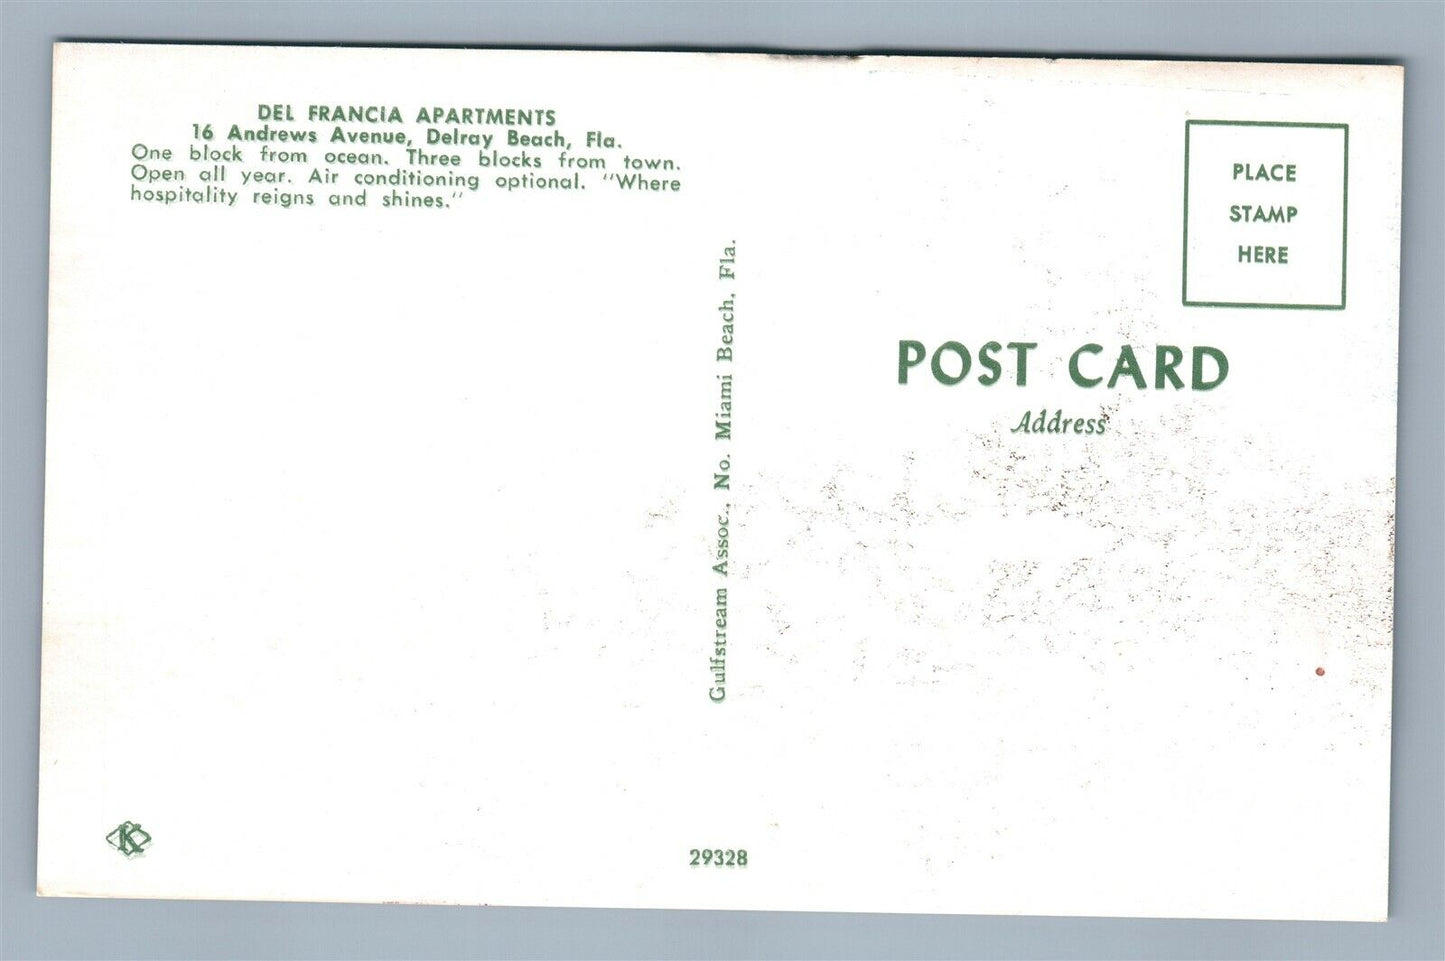 DEL FRANCIA APARTMENTS
16 Andrews Avenue, Delray Beach, Fla.
One block from ocean. Three blocks from town.
Open all year. Air conditioning optional. "Where
hospitality reigns and shines."
Gulfstream Assoc., No. Miami Beach, Fla.
PLACE
STAMP
HERE
POST CARD
Address
K
29328